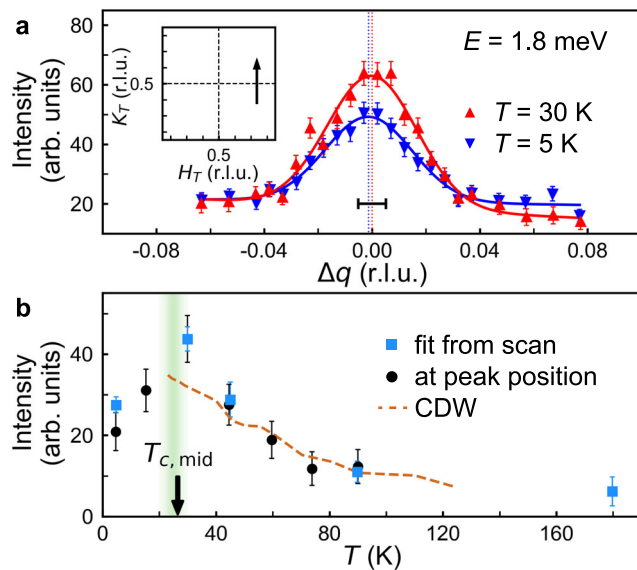 a
E = 1.8 meV
T = 30 K
T = 5 K
Intensity
(arb. units)
80
60
40
20
K_T (r.l.u.)
0.5
0.5
H_T (r.l.u.)
-0.08
-0.04
0.00
0.04
0.08
Δq (r.l.u.)
b
Intensity
(arb. units)
40
20
0
fit from scan
at peak position
CDW
T_c, mid
0
40
80
120
160
T (K)